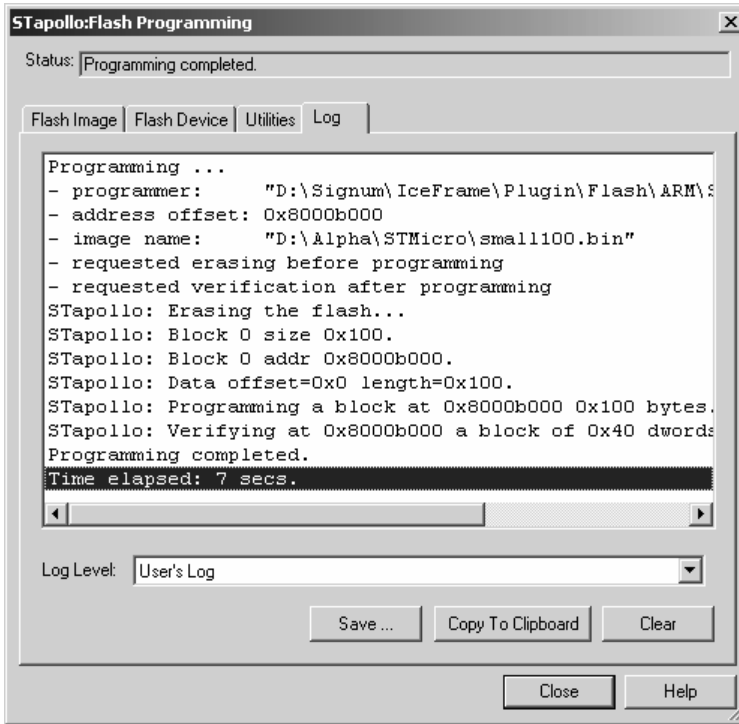 STapollo:Flash Programming
Status: Programming completed.
Flash Image Flash Device Utilities Log
Programming ...
- programmer: "D:\Signum\IceFrame\Plugin\Flash\ARM\
- address offset: 0x8000b000
- image name: "D:\Alpha\STMicro\small100.bin"
- requested erasing before programming
- requested verification after programming
STapollo: Erasing the flash...
STapollo: Block 0 size 0x100.
STapollo: Block 0 addr 0x8000b000.
STapollo: Data offset=0x0 length=0x100.
STapollo: Programming a block at 0x8000b000 0x100 bytes.
STapollo: Verifying at 0x8000b000 a block of 0x40 dwords
Programming completed.
Time elapsed: 7 secs.
Log Level: User's Log
Save ... Copy To Clipboard Clear
Close Help